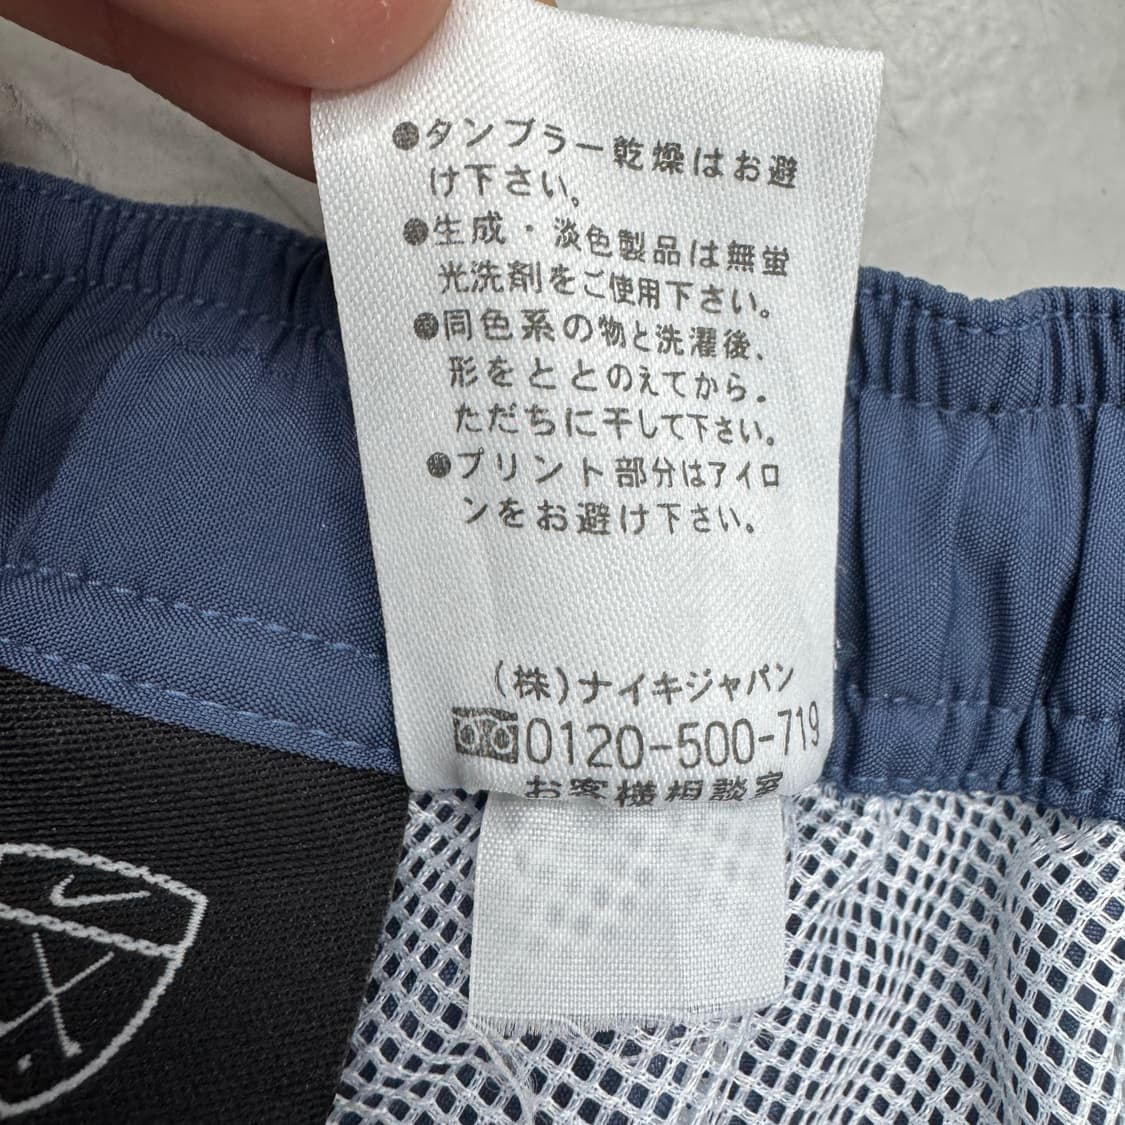 ●タンブラー乾燥はお避
け下さい。
●生成・淡色製品は無蛍
光洗剤をご使用下さい。
●同色系の物と洗濯後、
形をととのえてから、
ただちに干して下さい。
●プリント部分はアイロ
ンをお避け下さい。
(株)ナイキジャパン
0120-500-719
お客様相談室